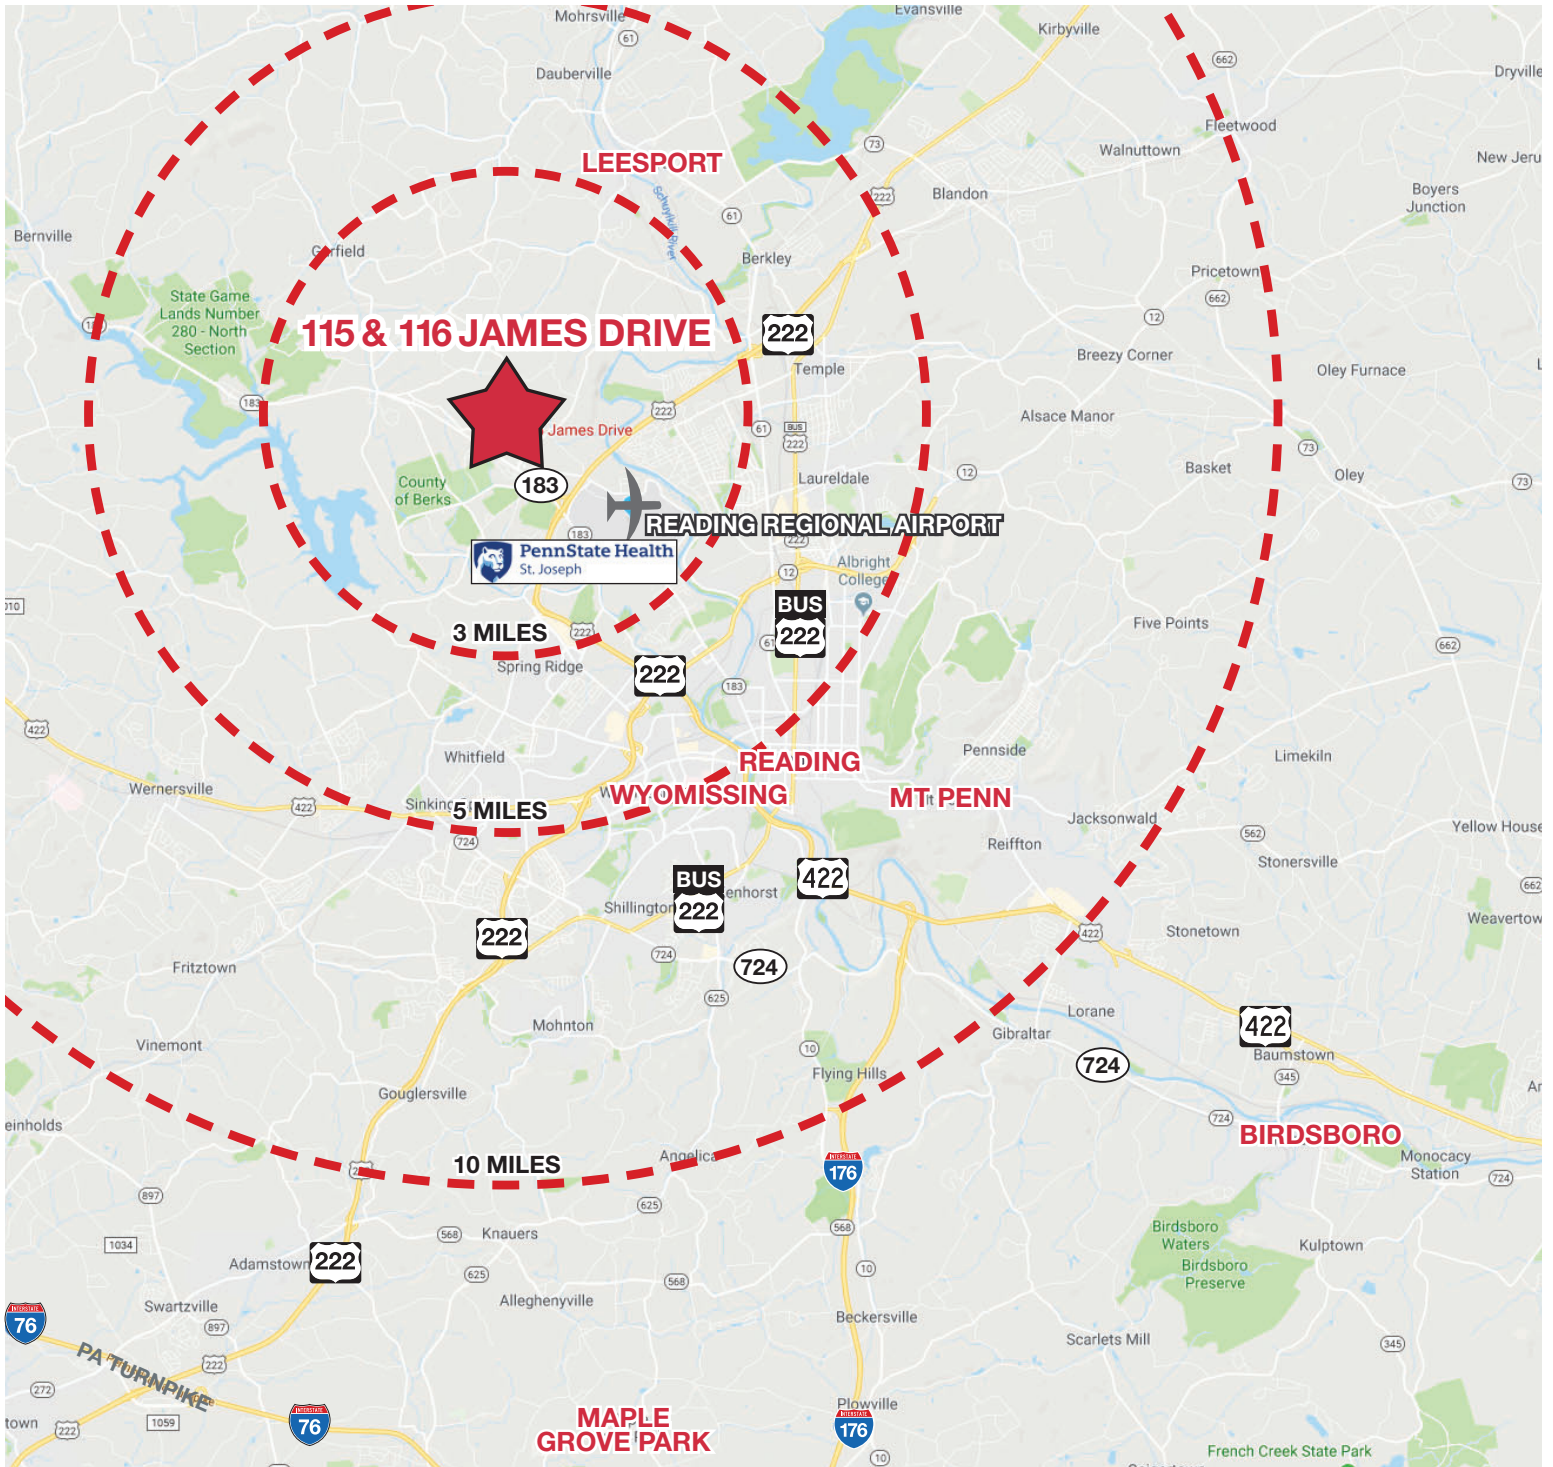 Mohrsville
Evansville
Kirbyville
61
662
Dauberville
Dryville
Fleetwood
73
Walnuttown
New Jeru
LEESPORT
Schuylkill River
222
Blandon
Boyers
Junction
61
Bernville
Garfield
Berkley
Pricetown
662
State Game
Lands Number
280 - North
Section
12
115 & 116 JAMES DRIVE
222
Breezy Corner
Temple
Oley Furnace
183
222
James Drive
61
BUS
222
Alsace Manor
73
Basket
Oley
73
12
Laureldale
County
of Berks
183
READING REGIONAL AIRPORT
183
222
PennState Health
St. Joseph
Albright
College
12
BUS
222
61
Five Points
662
3 MILES
222
Spring Ridge
222
183
422
Whitfield
READING
Pennside
Limekiln
Wernersville
WYOMISSING
MT PENN
422
5 MILES
724
Jacksonwald
562
Yellow House
Reiffton
Stonersville
BUS
222
enhorst
422
662
Shillington
222
Weavertow
422
Stonetown
724
724
Fritztown
625
Mohnton
Lorane
Gibraltar
422
Vinemont
10
724
Baumstown
Flying Hills
345
Gouglersville
einholds
724
BIRDSBORO
10 MILES
Angelica
176
Monocacy
Station
724
897
625
568
568
Knauers
Birdsboro
Waters
Birdsboro
Preserve
Kulptown
1034
Adamstown
222
625
568
10
Alleghenyville
Swartzville
76
897
Beckersville
Scarlets Mill
345
PA TURNPIKE
222
272
Plowville
town
222
1059
76
MAPLE
GROVE PARK
176
10
French Creek State Park